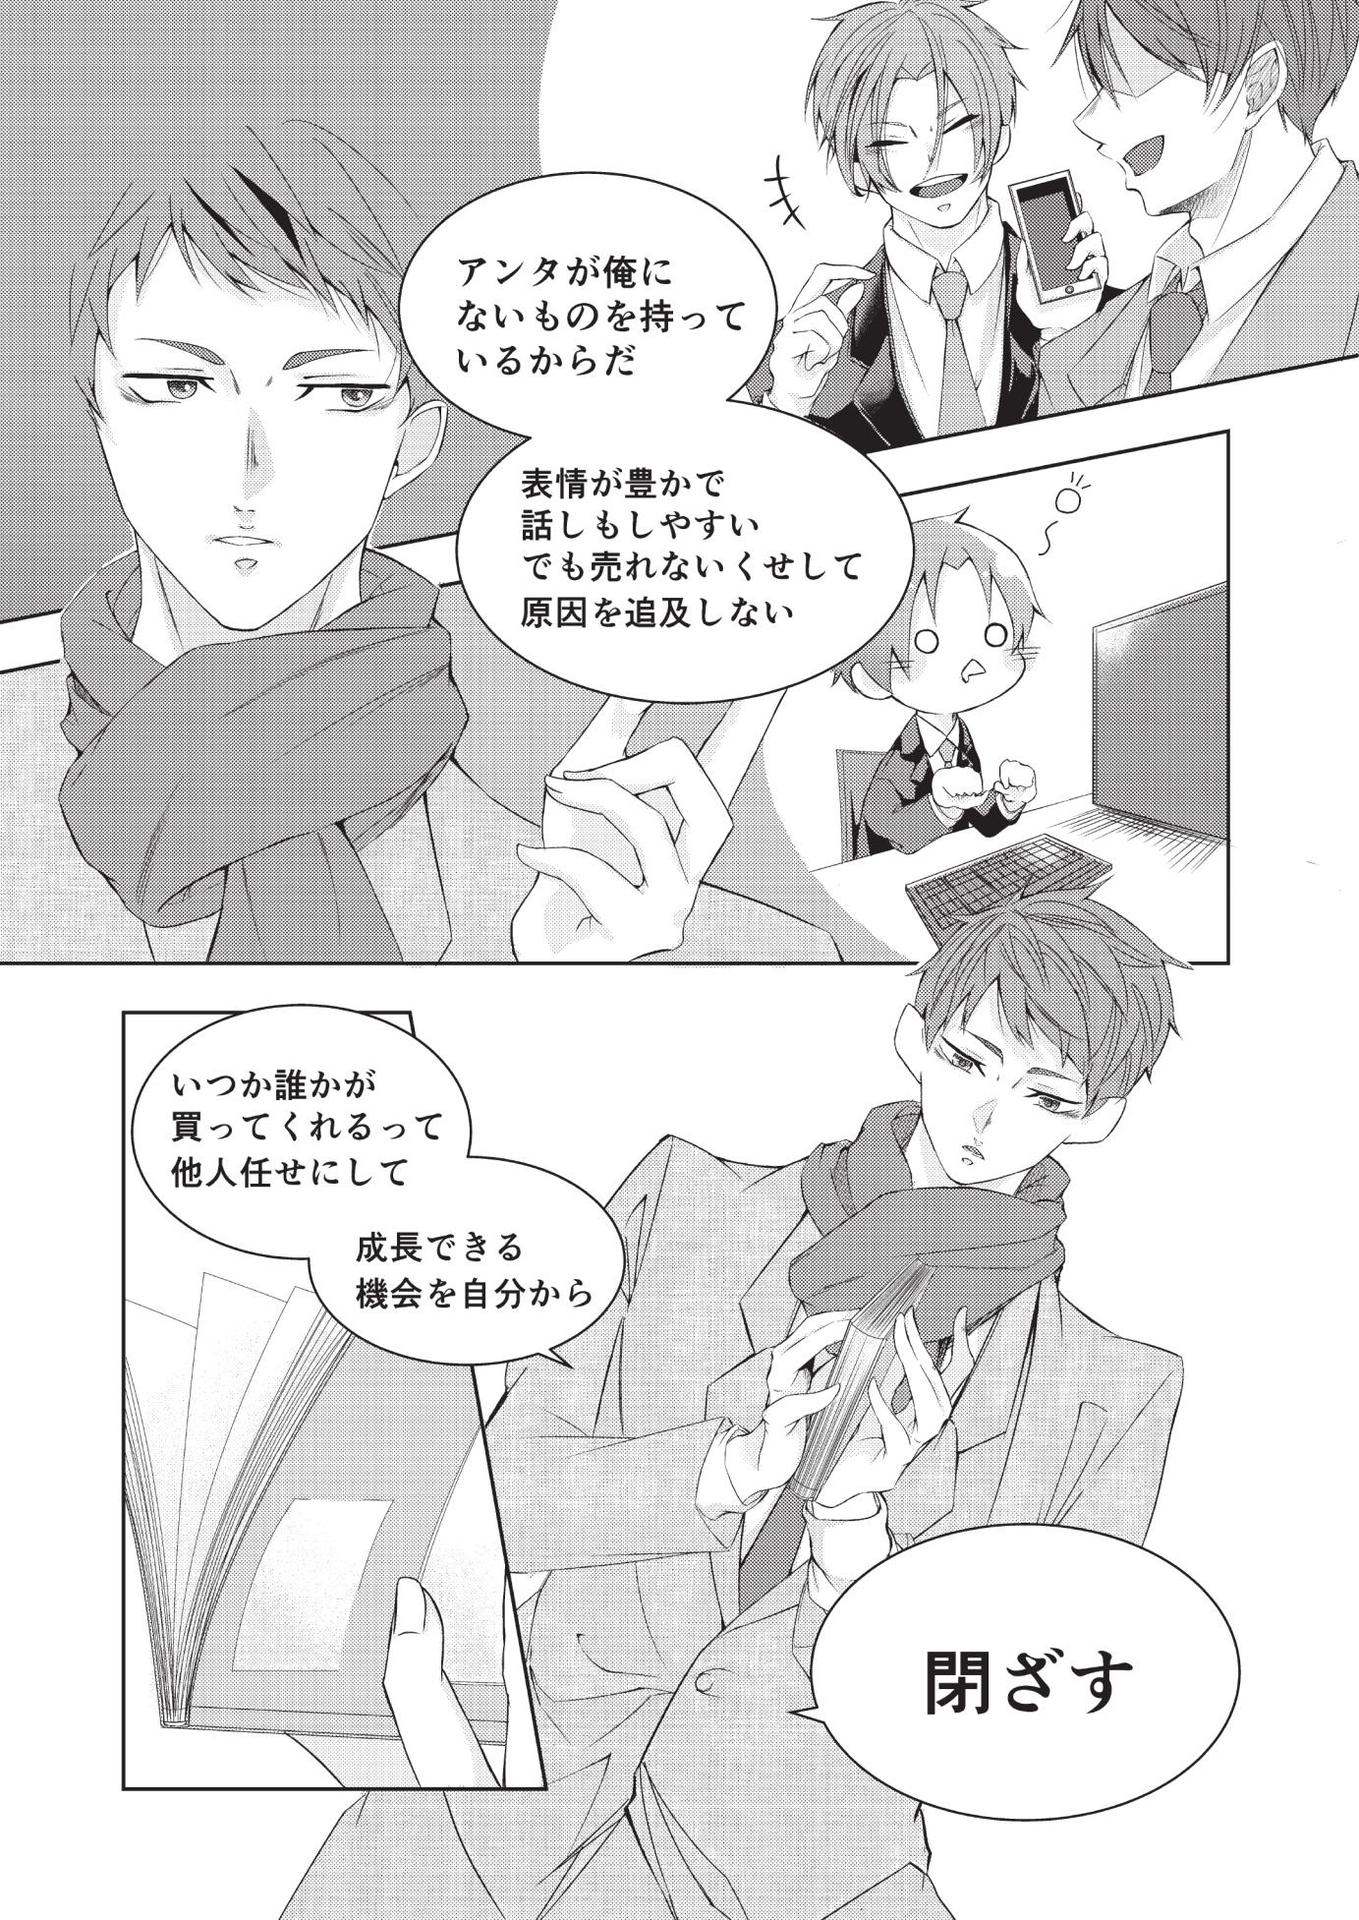 アンタが俺に
ないものを持って
いるからだ
表情が豊かで
話しもしやすい
でも売れないくせして
原因を追及しない
いつか誰かが
買ってくれるって
他人任せにして
成長できる
機会を自分から
閉ざす